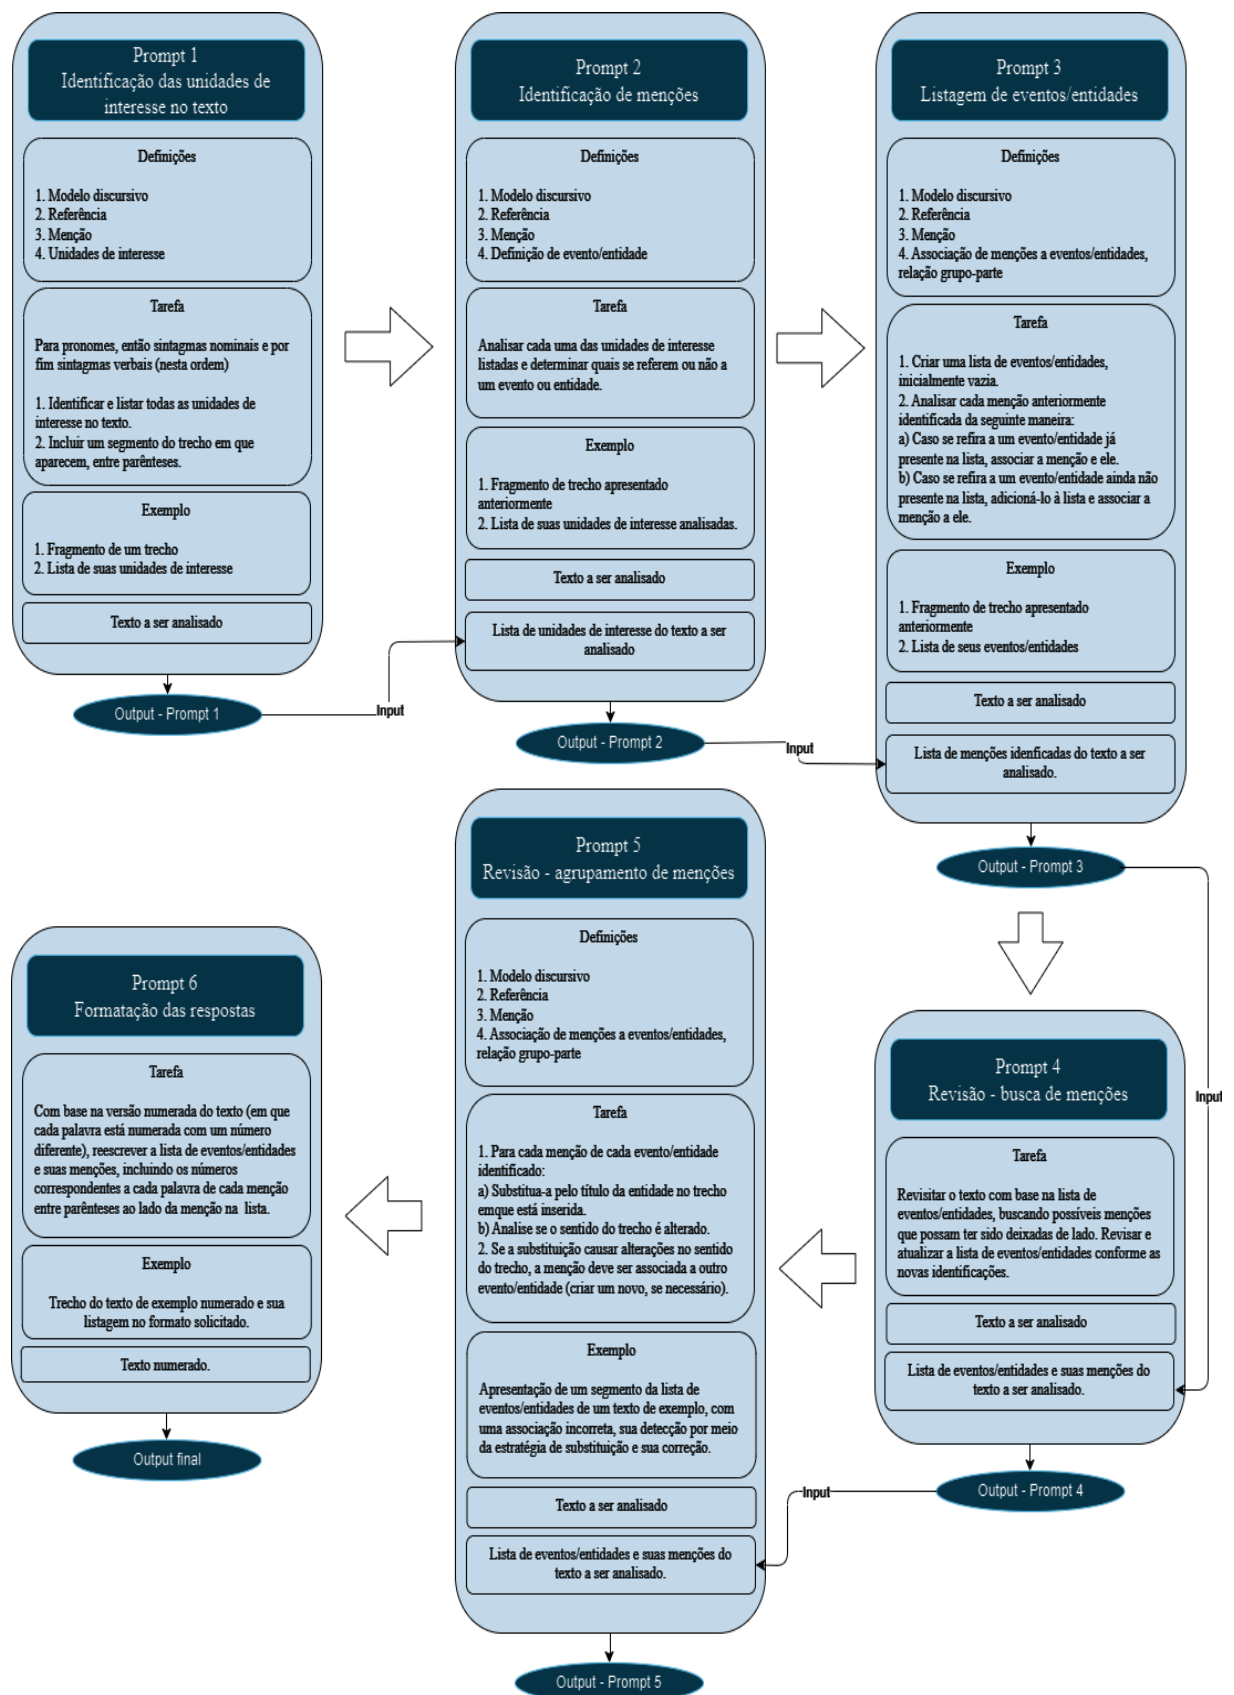 Prompt 1
Identificação das unidades de
interesse no texto
Definições
1. Modelo discursivo
2. Referência
3. Menção
4. Unidades de interesse
Tarefa
Para pronomes, então sintagmas nominais e por
fim sintagmas verbais (nesta ordem)
1. Identificar e listar todas as unidades de
interesse no texto.
2. Incluir um segmento do trecho em que
aparecem, entre parênteses.
Exemplo
1. Fragmento de um trecho
2. Lista de suas unidades de interesse
Texto a ser analisado
Output - Prompt 1
Input
Prompt 2
Identificação de menções
Definições
1. Modelo discursivo
2. Referência
3. Menção
4. Definição de evento/entidade
Tarefa
Analisar cada uma das unidades de interesse
listadas e determinar quais se referem ou não a
um evento ou entidade.
Exemplo
1. Fragmento de trecho apresentado
anteriormente
2. Lista de suas unidades de interesse analisadas.
Texto a ser analisado
Lista de unidades de interesse do texto a ser
analisado
Output - Prompt 2
Input
Prompt 3
Listagem de eventos/entidades
Definições
1. Modelo discursivo
2. Referência
3. Menção
4. Associação de menções a eventos/entidades,
relação grupo-parte
Tarefa
1. Criar uma lista de eventos/entidades,
inicialmente vazia.
2. Analisar cada menção anteriormente
identificada da seguinte maneira:
a) Caso se refira a um evento/entidade já
presente na lista, associar a menção e ele.
b) Caso se refira a um evento/entidade ainda não
presente na lista, adicioná-lo à lista e associar a
menção a ele.
Exemplo
1. Fragmento de trecho apresentado
anteriormente
2. Lista de seus eventos/entidades
Texto a ser analisado
Lista de menções idenficadas do texto a ser
analisado.
Output - Prompt 3
Input
Prompt 4
Revisão - busca de menções
Tarefa
Revisitar o texto com base na lista de
eventos/entidades, buscando possíveis menções
que possam ter sido deixadas de lado. Revisar e
atualizar a lista de eventos/entidades conforme as
novas identificações.
Texto a ser analisado
Lista de eventos/entidades e suas menções do
texto a ser analisado.
Output - Prompt 4
Input
Prompt 5
Revisão - agrupamento de menções
Definições
1. Modelo discursivo
2. Referência
3. Menção
4. Associação de menções a eventos/entidades,
relação grupo-parte
Tarefa
1. Para cada menção de cada evento/entidade
identificado:
a) Substitua-a pelo título da entidade no trecho
emque está inserida.
b) Analise se o sentido do trecho é alterado.
2. Se a substituição causar alterações no sentido
do trecho, a menção deve ser associada a outro
evento/entidade (criar um novo, se necessário).
Exemplo
Apresentação de um segmento da lista de
eventos/entidades de um texto de exemplo, com
uma associação incorreta, sua detecção por meio
da estratégia de substituição e sua correção.
Texto a ser analisado
Lista de eventos/entidades e suas menções do
texto a ser analisado.
Output - Prompt 5
Prompt 6
Formatação das respostas
Tarefa
Com base na versão numerada do texto (em que
cada palavra está numerada com um número
diferente), reescrever a lista de eventos/entidades
e suas menções, incluindo os números
correspondentes a cada palavra de cada menção
entre parênteses ao lado da menção na lista.
Exemplo
Trecho do texto de exemplo numerado e sua
listagem no formato solicitado.
Texto numerado.
Output final